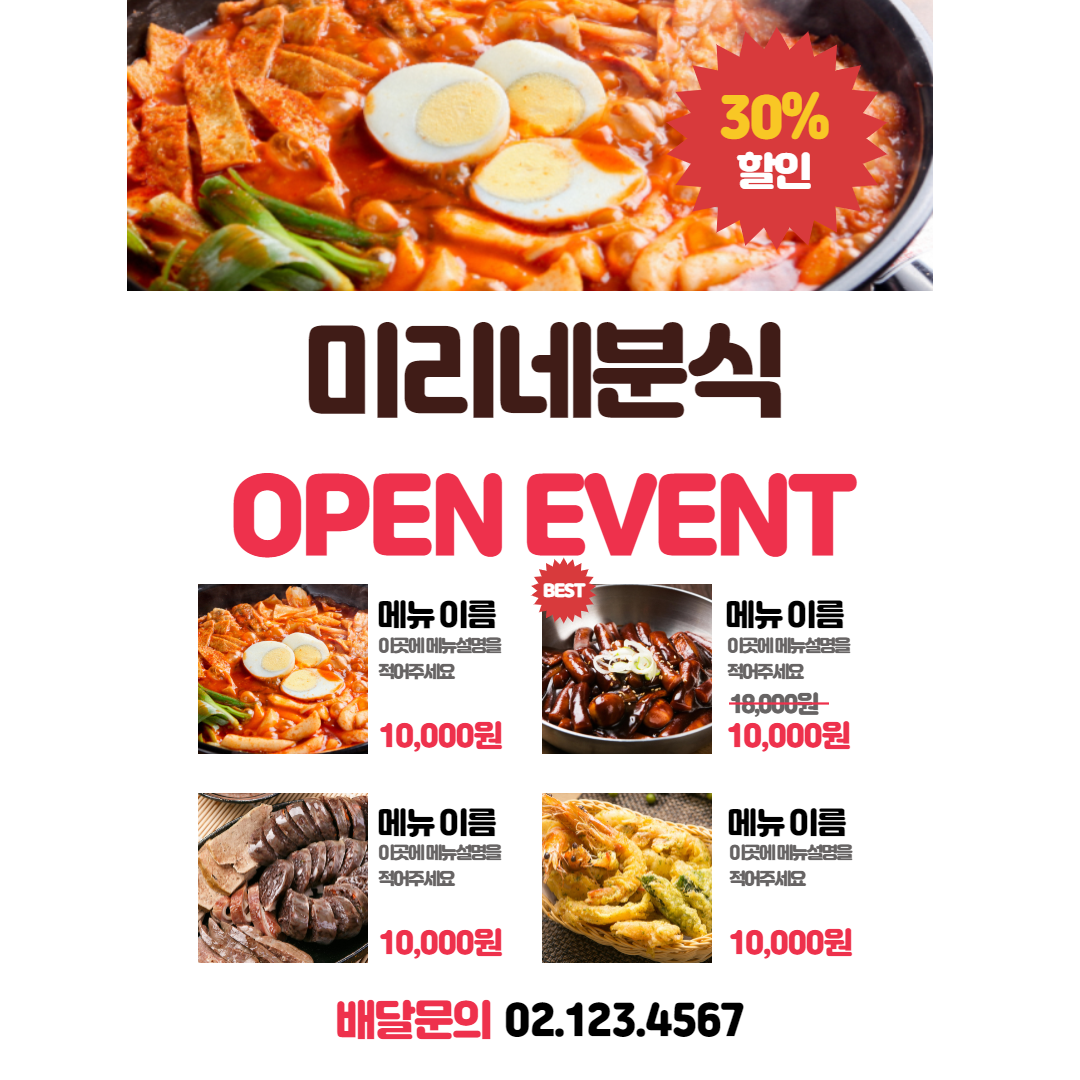 30%
할인
미리네분식
OPEN EVENT
메뉴 이름
이곳에 메뉴설명을
적어주세요
10,000원
BEST
메뉴 이름
이곳에 메뉴설명을
적어주세요
18,000원
10,000원
메뉴 이름
이곳에 메뉴설명을
적어주세요
10,000원
메뉴 이름
이곳에 메뉴설명을
적어주세요
10,000원
배달문의 02.123.4567